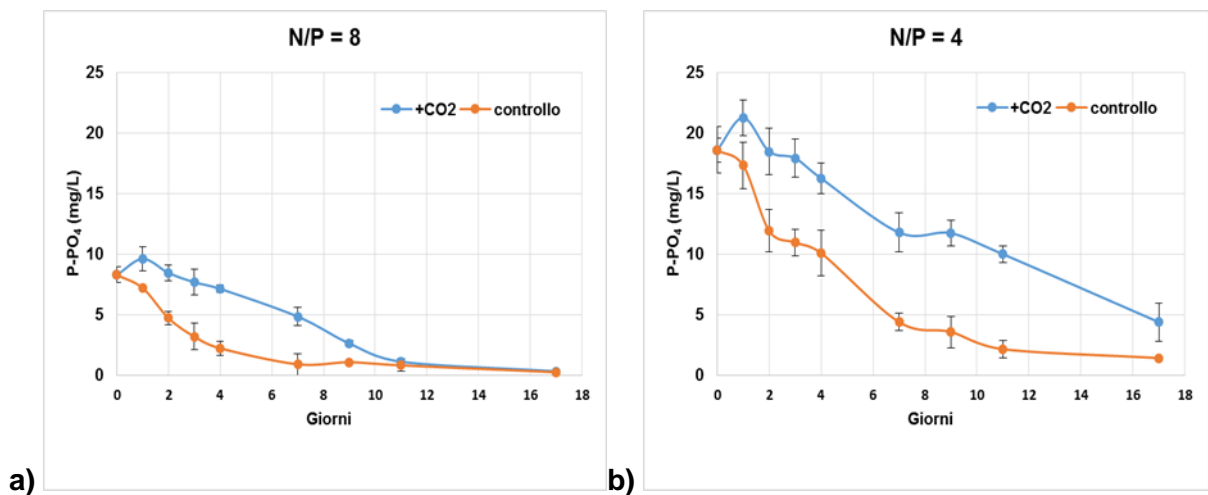 N/P = 8
25
20
15
10
5
0
P-PO4 (mg/L)
+CO2 controllo
0 2 4 6 8 10 12 14 16 18
Giorni
a)
N/P = 4
25
20
15
10
5
0
P-PO4 (mg/L)
+CO2 controllo
0 2 4 6 8 10 12 14 16 18
Giorni
b)